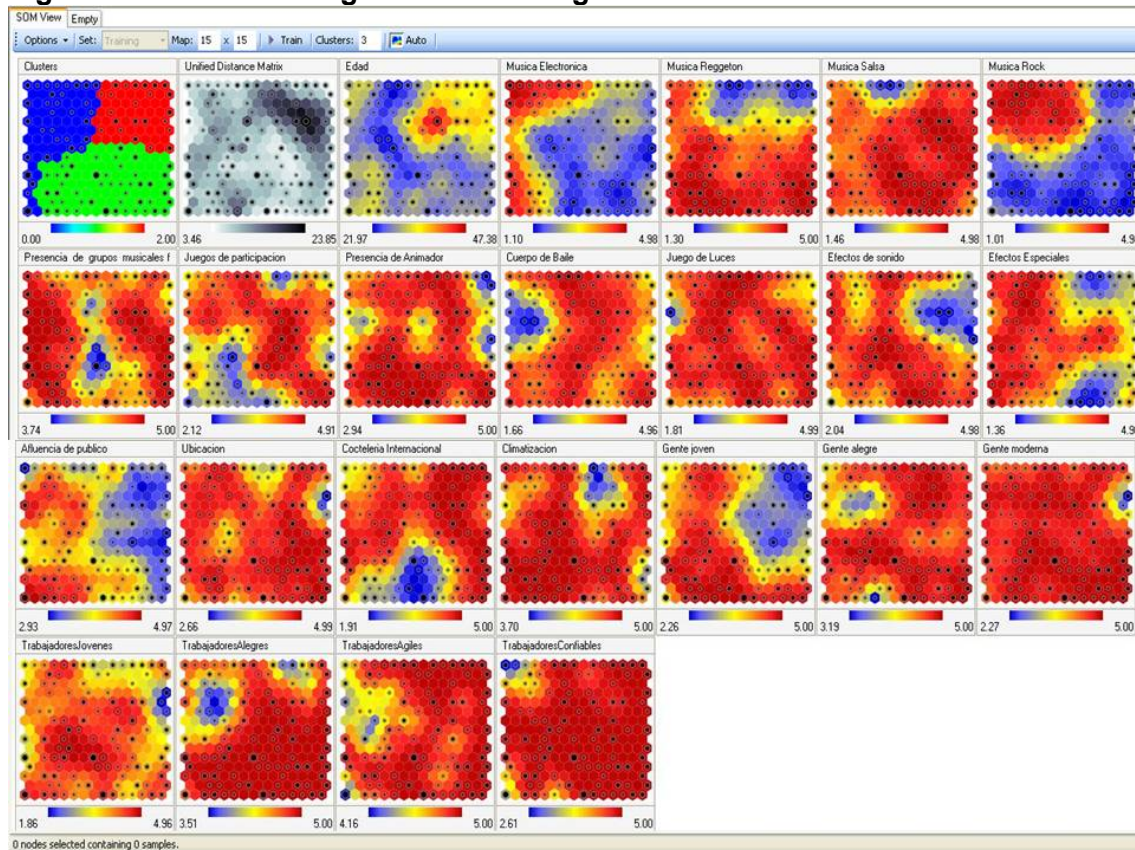 SOM View Empty
Options Set: Training Map: 15 x 15 Train Clusters: 3 Auto
Clusters Unified Distance Matrix Edad Musica Electronica Musica Reggeton Musica Salsa Musica Rock
0.00 2.00 3.46 23.85 21.97 47.38 1.10 4.98 1.30 5.00 1.46 4.98 1.01 4.9
Presencia de grupos musicales f Juegos de participacion Presencia de Animador Cuerpo de Baile Juego de Luces Efectos de sonido Efectos Especiales
3.74 5.00 2.12 4.91 2.94 5.00 1.66 4.96 1.81 4.99 2.04 4.98 1.36 4.9
Afluencia de publico Ubicacion Cocteleria Internacional Climatizacion Gente joven Gente alegre Gente moderna
2.93 4.97 2.66 4.99 1.91 5.00 3.70 5.00 2.26 5.00 3.19 5.00 2.27 5.00
TrabajadoresJovenes TrabajadoresAlegres TrabajadoresAgiles TrabajadoresConfiables
1.86 4.96 3.51 5.00 4.16 5.00 2.61 5.00
0 nodes selected containing 0 samples.